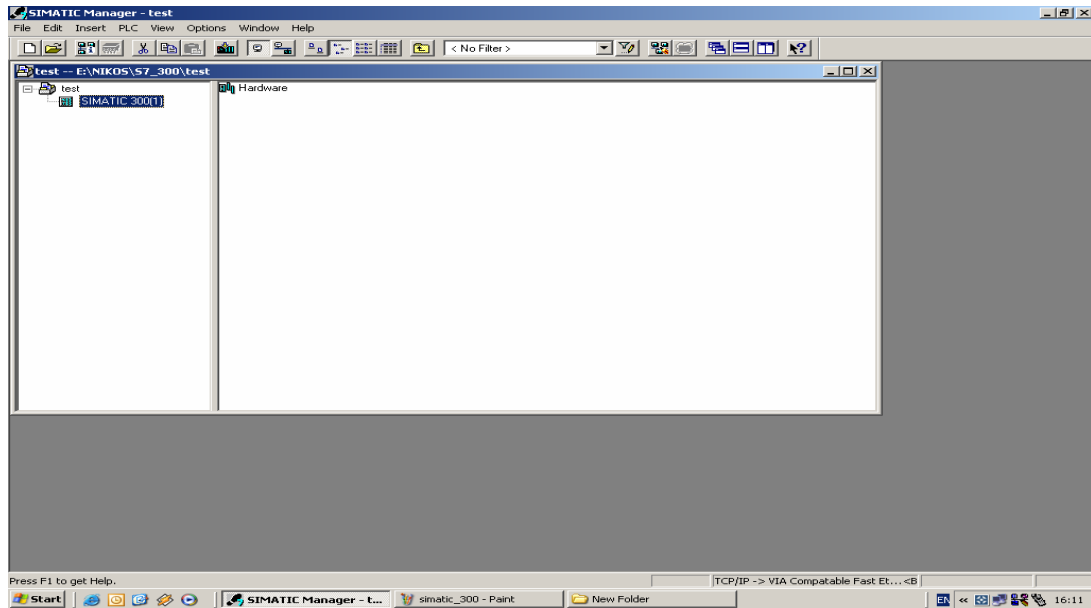 SIMATIC Manager - test
File Edit Insert PLC View Options Window Help
< No Filter >
test -- E:\NIKOS\S7_300\test
test
SIMATIC 300(1)
Hardware
Press F1 to get Help.
TCP/IP -> VIA Compatable Fast Et...<B
Start
SIMATIC Manager - t...
simatic_300 - Paint
New Folder
EN
16:11